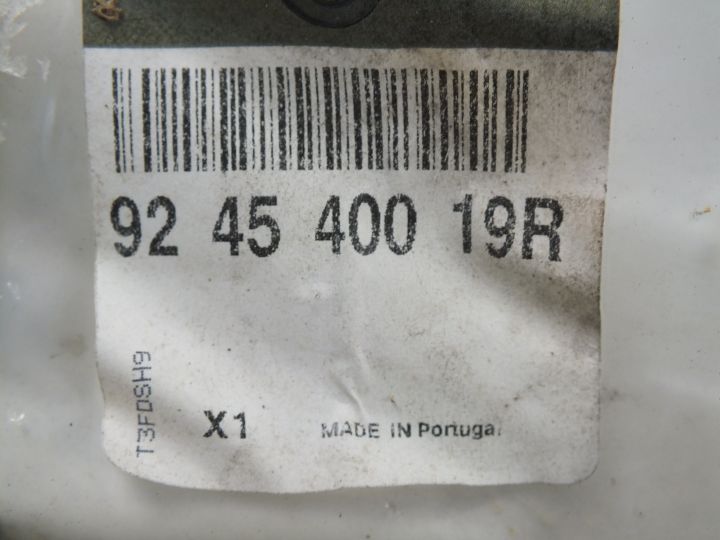 92 45 400 19R
T3FDSH9
X1
MADE IN Portugal